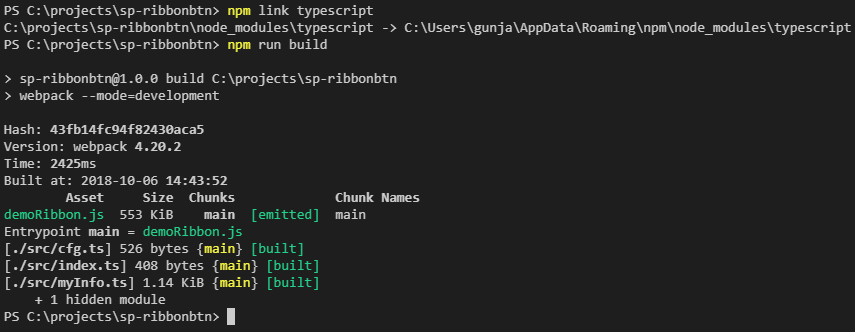 PS C:\projects\sp-ribbonbtn> npm link typescript
C:\projects\sp-ribbonbtn\node_modules\typescript -> C:\Users\gunja\AppData\Roaming\npm\node_modules\typescript
PS C:\projects\sp-ribbonbtn> npm run build
> sp-ribbonbtn@1.0.0 build C:\projects\sp-ribbonbtn
> webpack --mode=development
Hash: 43fb14fc94f82430aca5
Version: webpack 4.20.2
Time: 2425ms
Built at: 2018-10-06 14:43:52
Asset Size Chunks Chunk Names
demoRibbon.js 553 KiB main [emitted] main
Entrypoint main = demoRibbon.js
[./src/cfg.ts] 526 bytes {main} [built]
[./src/index.ts] 408 bytes {main} [built]
[./src/myInfo.ts] 1.14 KiB {main} [built]
+ 1 hidden module
PS C:\projects\sp-ribbonbtn>